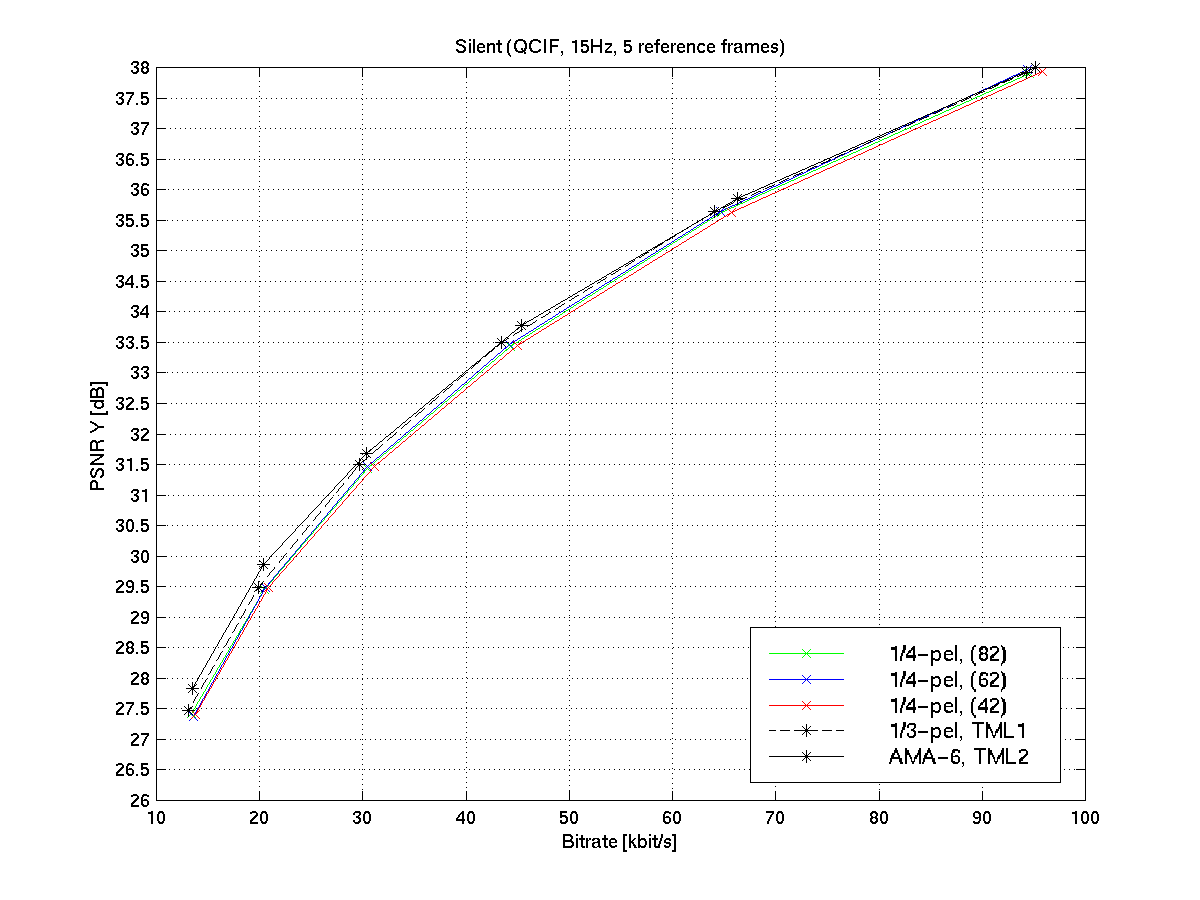 Silent (QCIF, 15Hz, 5 reference frames)
38
37.5
37
36.5
36
35.5
35
34.5
34
33.5
33
32.5
32
31.5
31
30.5
30
29.5
29
28.5
28
27.5
27
26.5
26
PSNR Y [dB]
1/4-pel, (82)
1/4-pel, (62)
1/4-pel, (42)
1/3-pel, TML1
AMA-6, TML2
10 20 30 40 50 60 70 80 90 100
Bitrate [kbit/s]